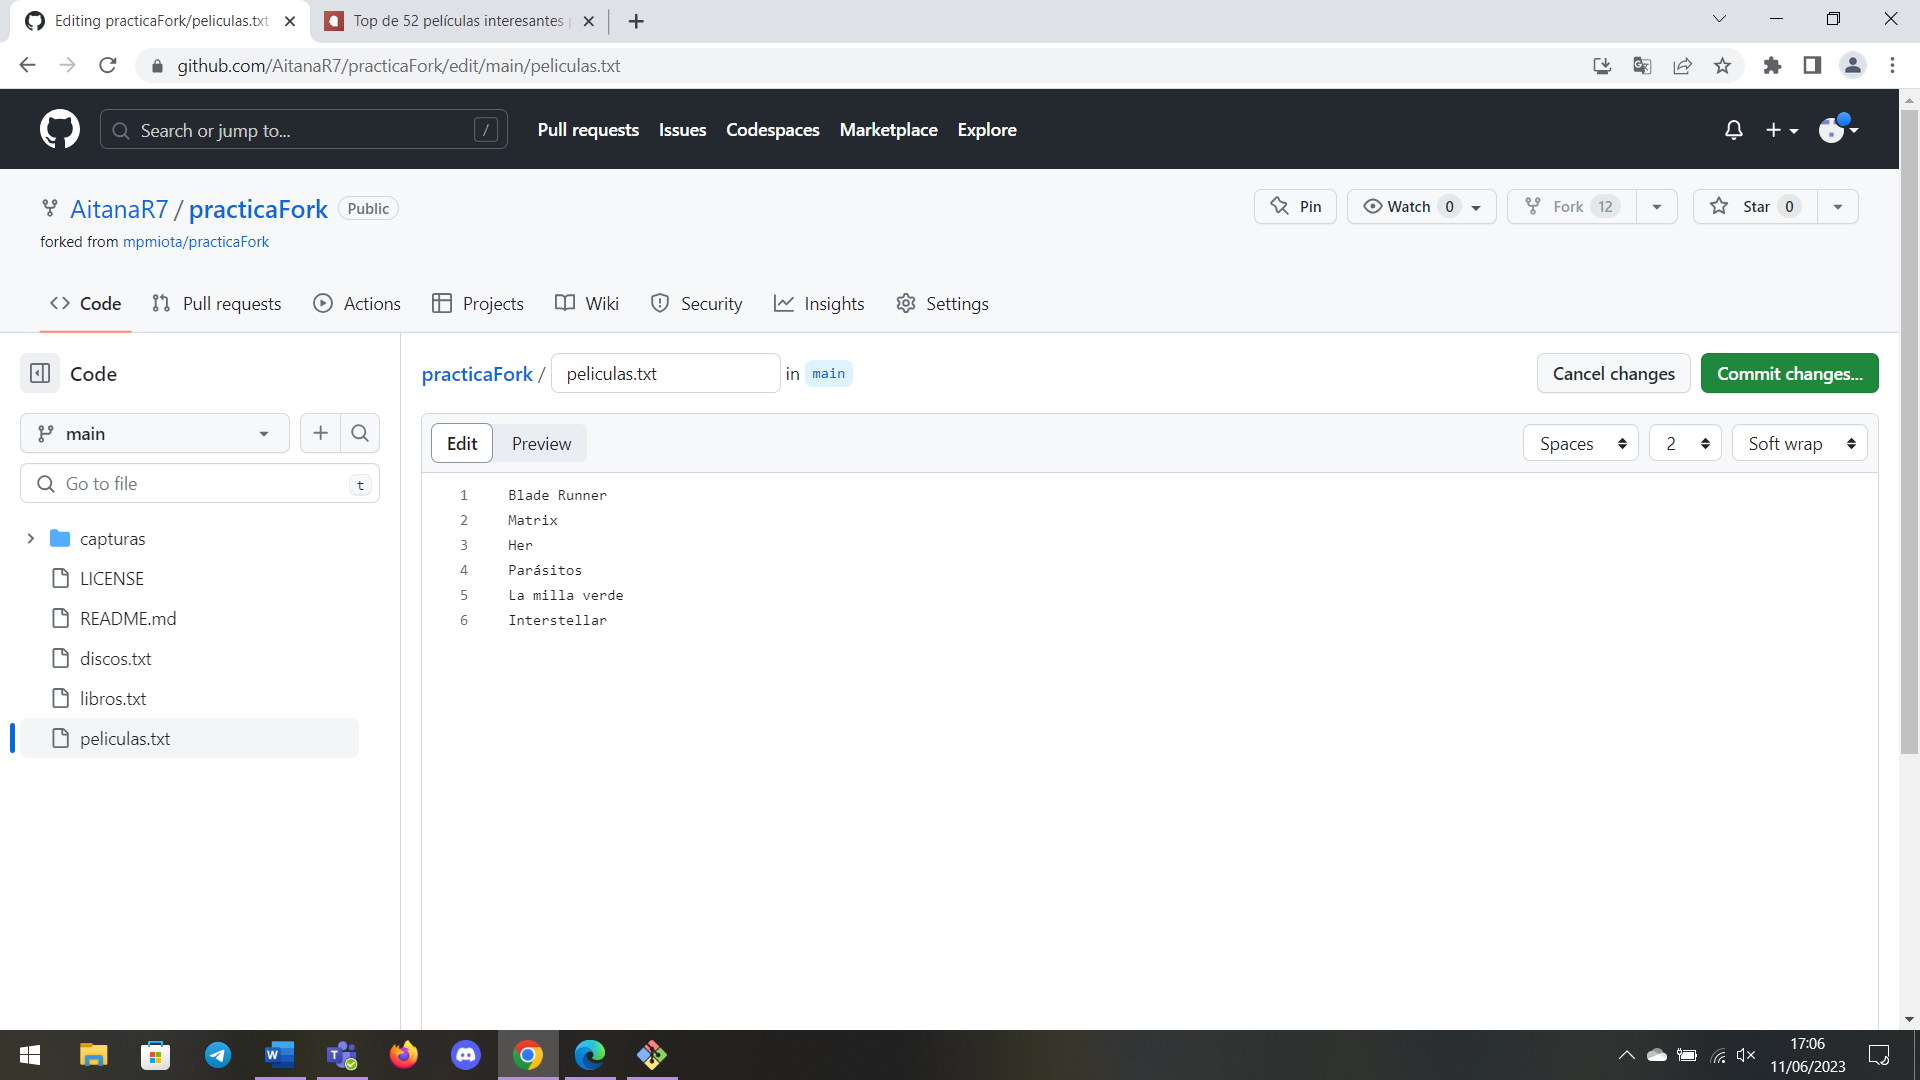 Editing practicaFork/peliculas.txt
Top de 52 películas interesantes
github.com/AitanaR7/practicaFork/edit/main/peliculas.txt
Search or jump to...
/
Pull requests
Issues
Codespaces
Marketplace
Explore
AitanaR7 / practicaFork
Public
Pin
Watch 0
Fork 12
Star 0
forked from mpmiota/practicaFork
Code
Pull requests
Actions
Projects
Wiki
Security
Insights
Settings
Code
practicaFork / peliculas.txt in main
Cancel changes
Commit changes...
main
Edit
Preview
Spaces
2
Soft wrap
Go to file
t
capturas
LICENSE
README.md
discos.txt
libros.txt
peliculas.txt
1 Blade Runner
2 Matrix
3 Her
4 Parásitos
5 La milla verde
6 Interstellar
17:06
11/06/2023